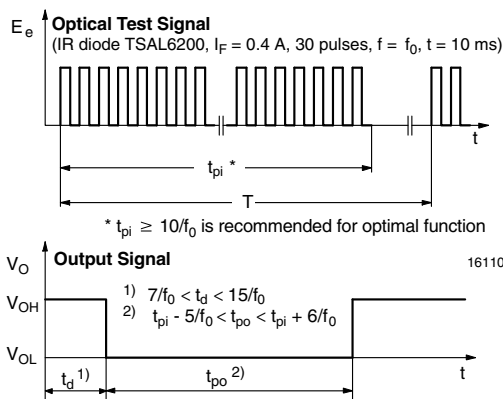 E_e
Optical Test Signal
(IR diode TSAL6200, I_F = 0.4 A, 30 pulses, f = f_0, t = 10 ms)
t
t_pi *
T
* t_pi ≥ 10/f_0 is recommended for optimal function
V_O
Output Signal
16110
V_OH
1) 7/f_0 < t_d < 15/f_0
2) t_pi - 5/f_0 < t_po < t_pi + 6/f_0
V_OL
t
t_d 1)
t_po 2)